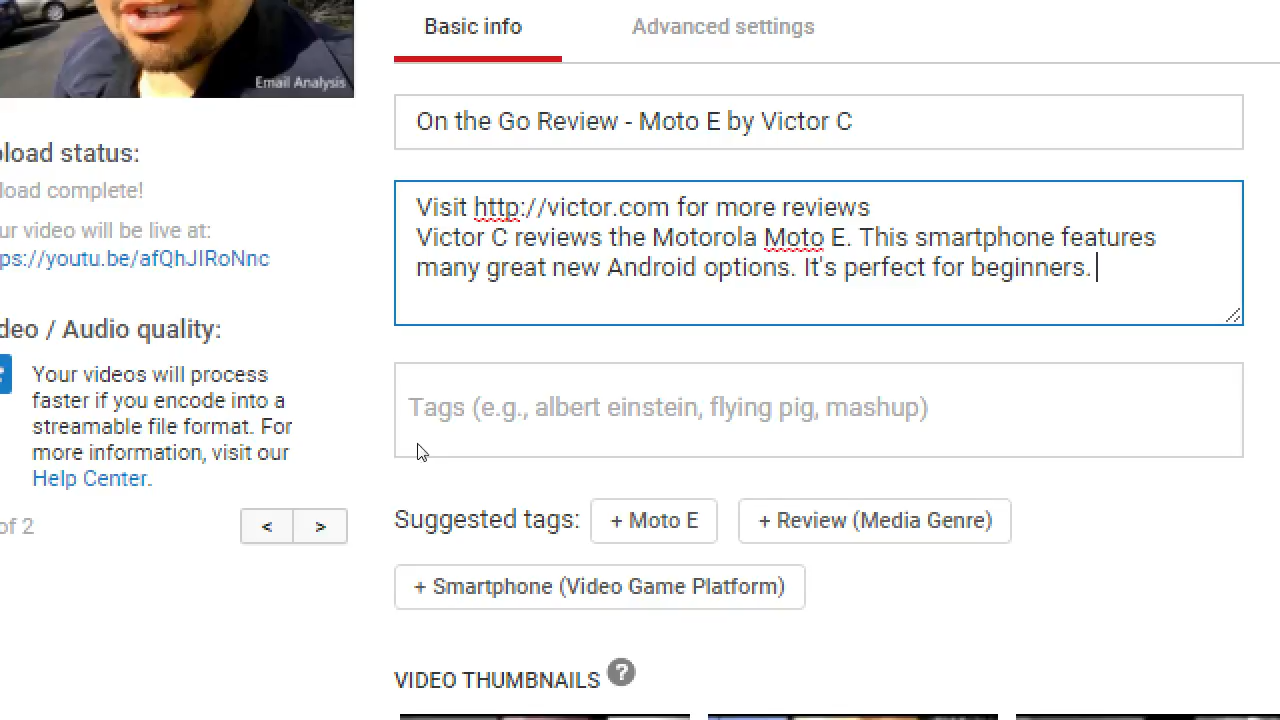 Basic info
Advanced settings
Email Analysis
On the Go Review - Moto E by Victor C
Visit http://victor.com for more reviews
Victor C reviews the Motorola Moto E. This smartphone features
many great new Android options. It's perfect for beginners.
pload status:
load complete!
ur video will be live at:
ps://youtu.be/afQhJIRoNnc
deo / Audio quality:
Your videos will process
faster if you encode into a
streamable file format. For
more information, visit our
Help Center.
of 2
<
>
Tags (e.g., albert einstein, flying pig, mashup)
Suggested tags:
+ Moto E
+ Review (Media Genre)
+ Smartphone (Video Game Platform)
VIDEO THUMBNAILS ?